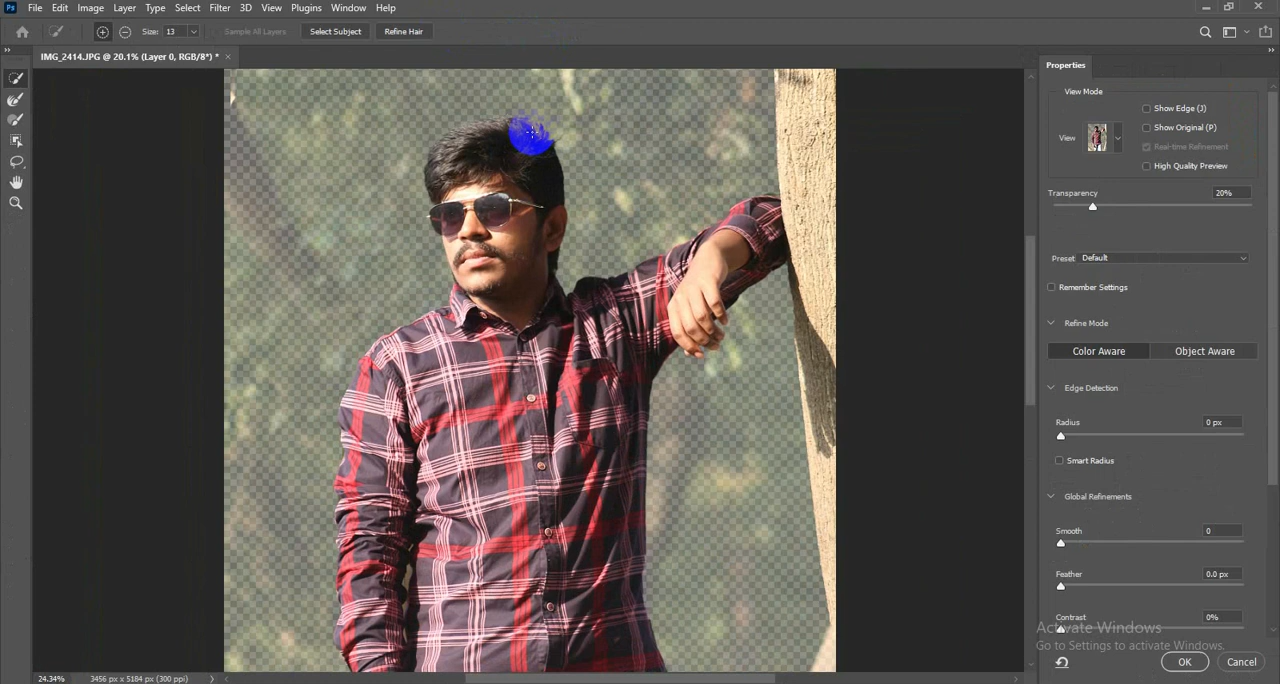 Ps File Edit Image Layer Type Select Filter 3D View Plugins Window Help
Size: 13 Sample All Layers Select Subject Refine Hair
IMG_2414.JPG @ 20.1% (Layer 0, RGB/8*) * ×
Properties
View Mode
Show Edge (J)
View
Show Original (P)
Real-time Refinement
High Quality Preview
Transparency 20%
Preset Default
Remember Settings
Refine Mode
Color Aware Object Aware
Edge Detection
Radius 0 px
Smart Radius
Global Refinements
Smooth 0
Feather 0.0 px
Contrast 0%
Activate Windows
Go to Settings to activate Windows.
OK Cancel
24.34% 3456 px x 5184 px (300 ppi)